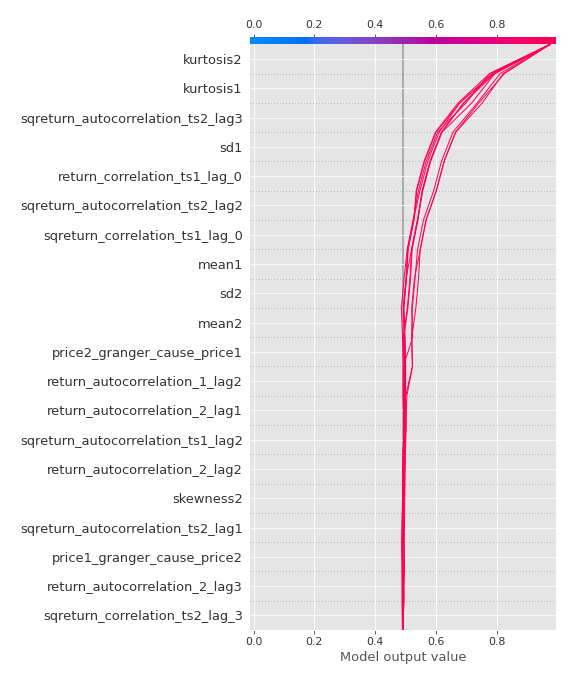 0.0 0.2 0.4 0.6 0.8
kurtosis2
kurtosis1
sqreturn_autocorrelation_ts2_lag3
sd1
return_correlation_ts1_lag_0
sqreturn_autocorrelation_ts2_lag2
sqreturn_correlation_ts1_lag_0
mean1
sd2
mean2
price2_granger_cause_price1
return_autocorrelation_1_lag2
return_autocorrelation_2_lag1
sqreturn_autocorrelation_ts1_lag2
return_autocorrelation_2_lag2
skewness2
sqreturn_autocorrelation_ts2_lag1
price1_granger_cause_price2
return_autocorrelation_2_lag3
sqreturn_correlation_ts2_lag_3
0.0 0.2 0.4 0.6 0.8
Model output value